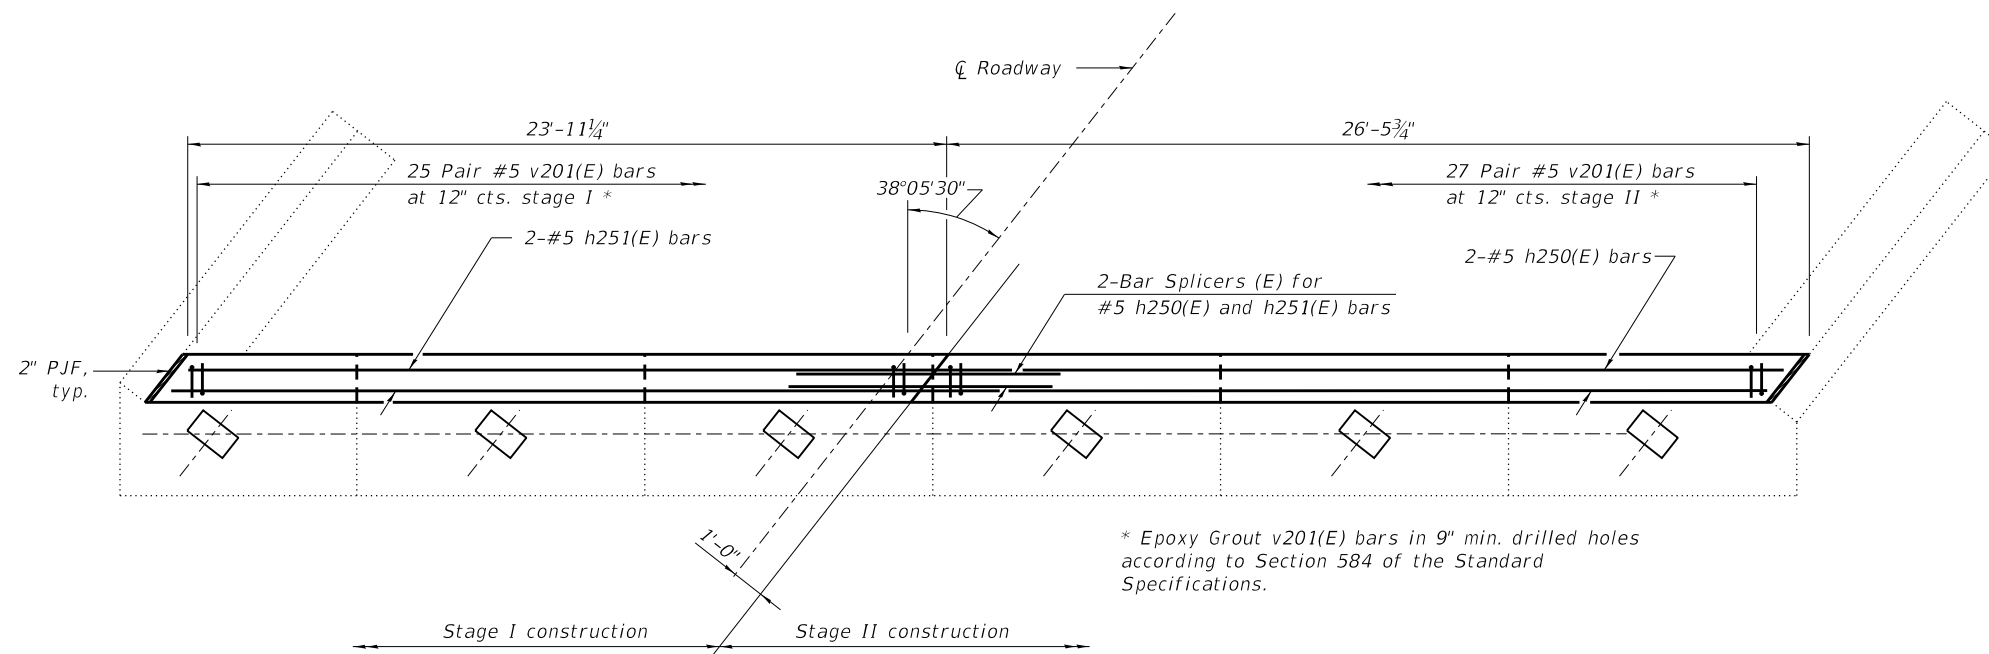 ℄ Roadway
23'-11¼"
26'-5¾"
25 Pair #5 v201(E) bars
at 12" cts. stage I *
27 Pair #5 v201(E) bars
at 12" cts. stage II *
38°05'30"
2-#5 h251(E) bars
2-#5 h250(E) bars
2-Bar Splicers (E) for
#5 h250(E) and h251(E) bars
2" PJF,
typ.
1'-0"
* Epoxy Grout v201(E) bars in 9" min. drilled holes
according to Section 584 of the Standard
Specifications.
Stage I construction
Stage II construction